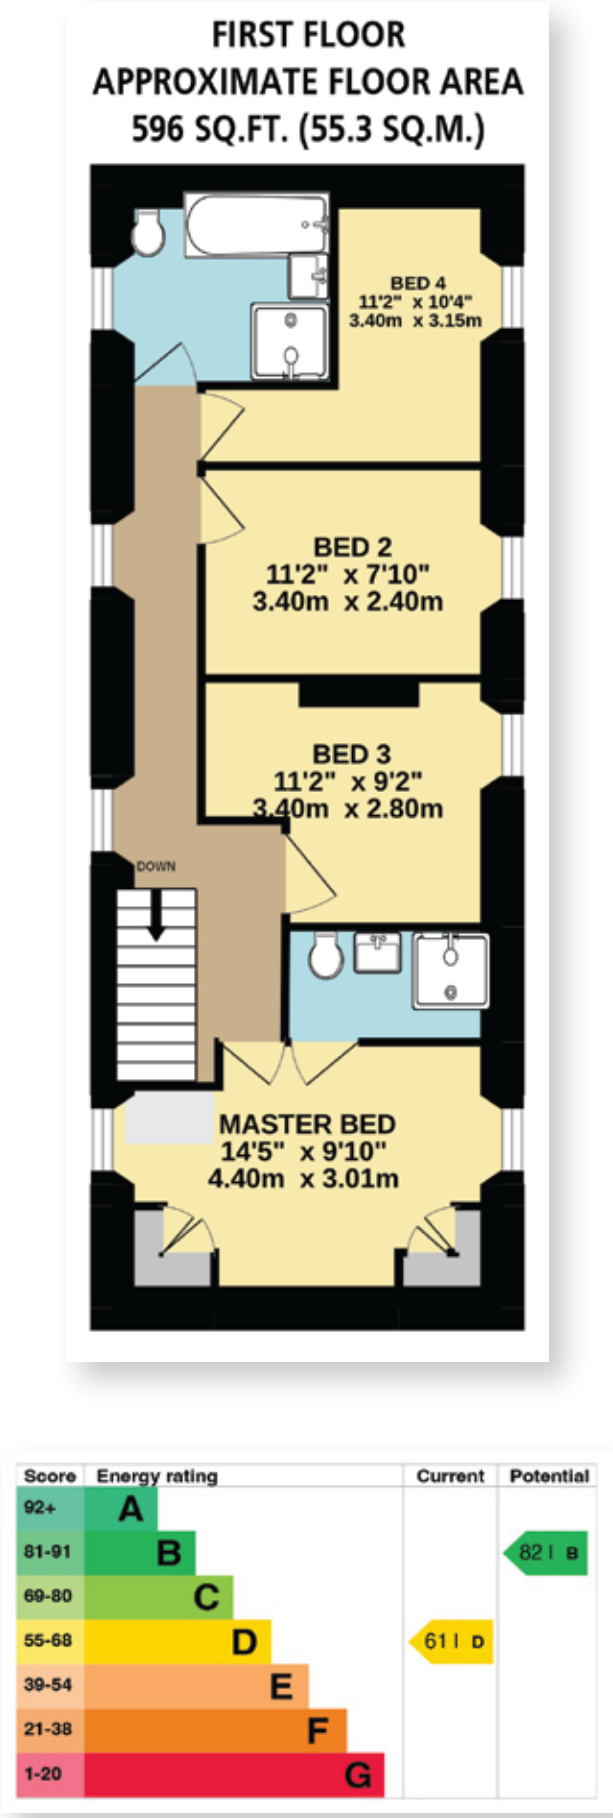 FIRST FLOOR
APPROXIMATE FLOOR AREA
596 SQ.FT. (55.3 SQ.M.)
BED 4
11'2" x 10'4"
3.40m x 3.15m
BED 2
11'2" x 7'10"
3.40m x 2.40m
BED 3
11'2" x 9'2"
3.40m x 2.80m
DOWN
MASTER BED
14'5" x 9'10"
4.40m x 3.01m
Score Energy rating Current Potential
92+ A
81-91 B 82 | B
69-80 C
55-68 D 61 | D
39-54 E
21-38 F
1-20 G